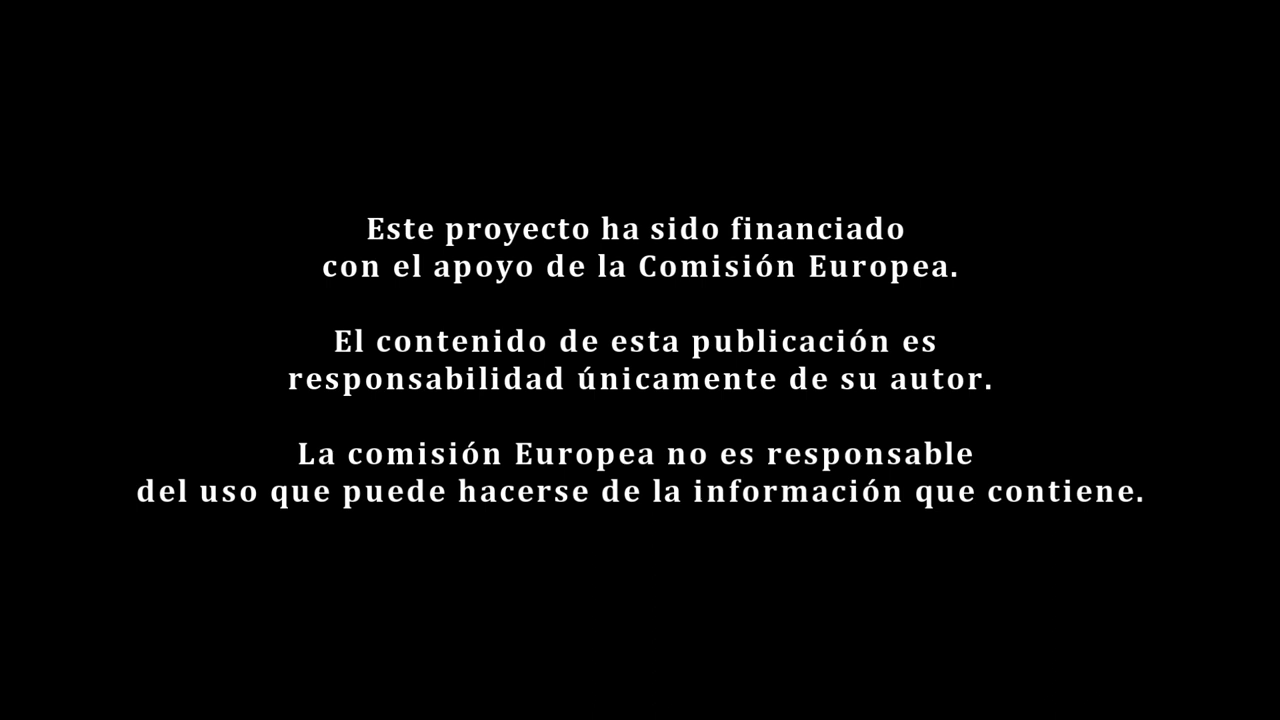 Este proyecto ha sido financiado
con el apoyo de la Comisión Europea.
El contenido de esta publicación es
responsabilidad únicamente de su autor.
La comisión Europea no es responsable
del uso que puede hacerse de la información que contiene.